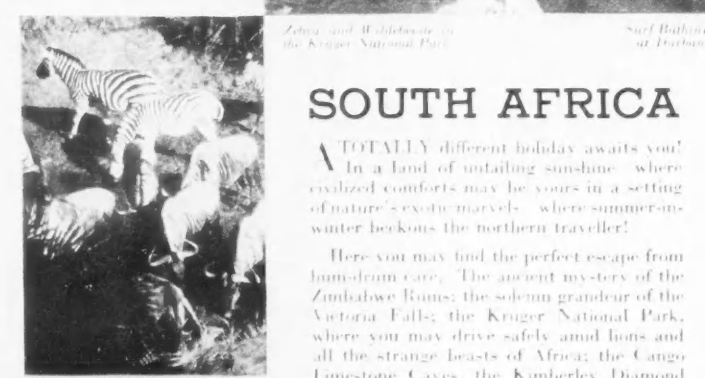 Zebra and Wildebeeste in
the Kruger National Park
Surf Bathing
at Durban
SOUTH AFRICA
A TOTALLY different holiday awaits you!
In a land of unfailing sunshine where
civilized comforts may be yours in a setting
of nature's exotic marvels where summer-in-
winter beckons the northern traveller!
Here you may find the perfect escape from
hum-drum care. The ancient mystery of the
Zimbabwe Ruins; the solemn grandeur of the
Victoria Falls; the Kruger National Park,
where you may drive safely amid lions and
all the strange beasts of Africa; the Cango
Limestone Caves, the Kimberley Diamond